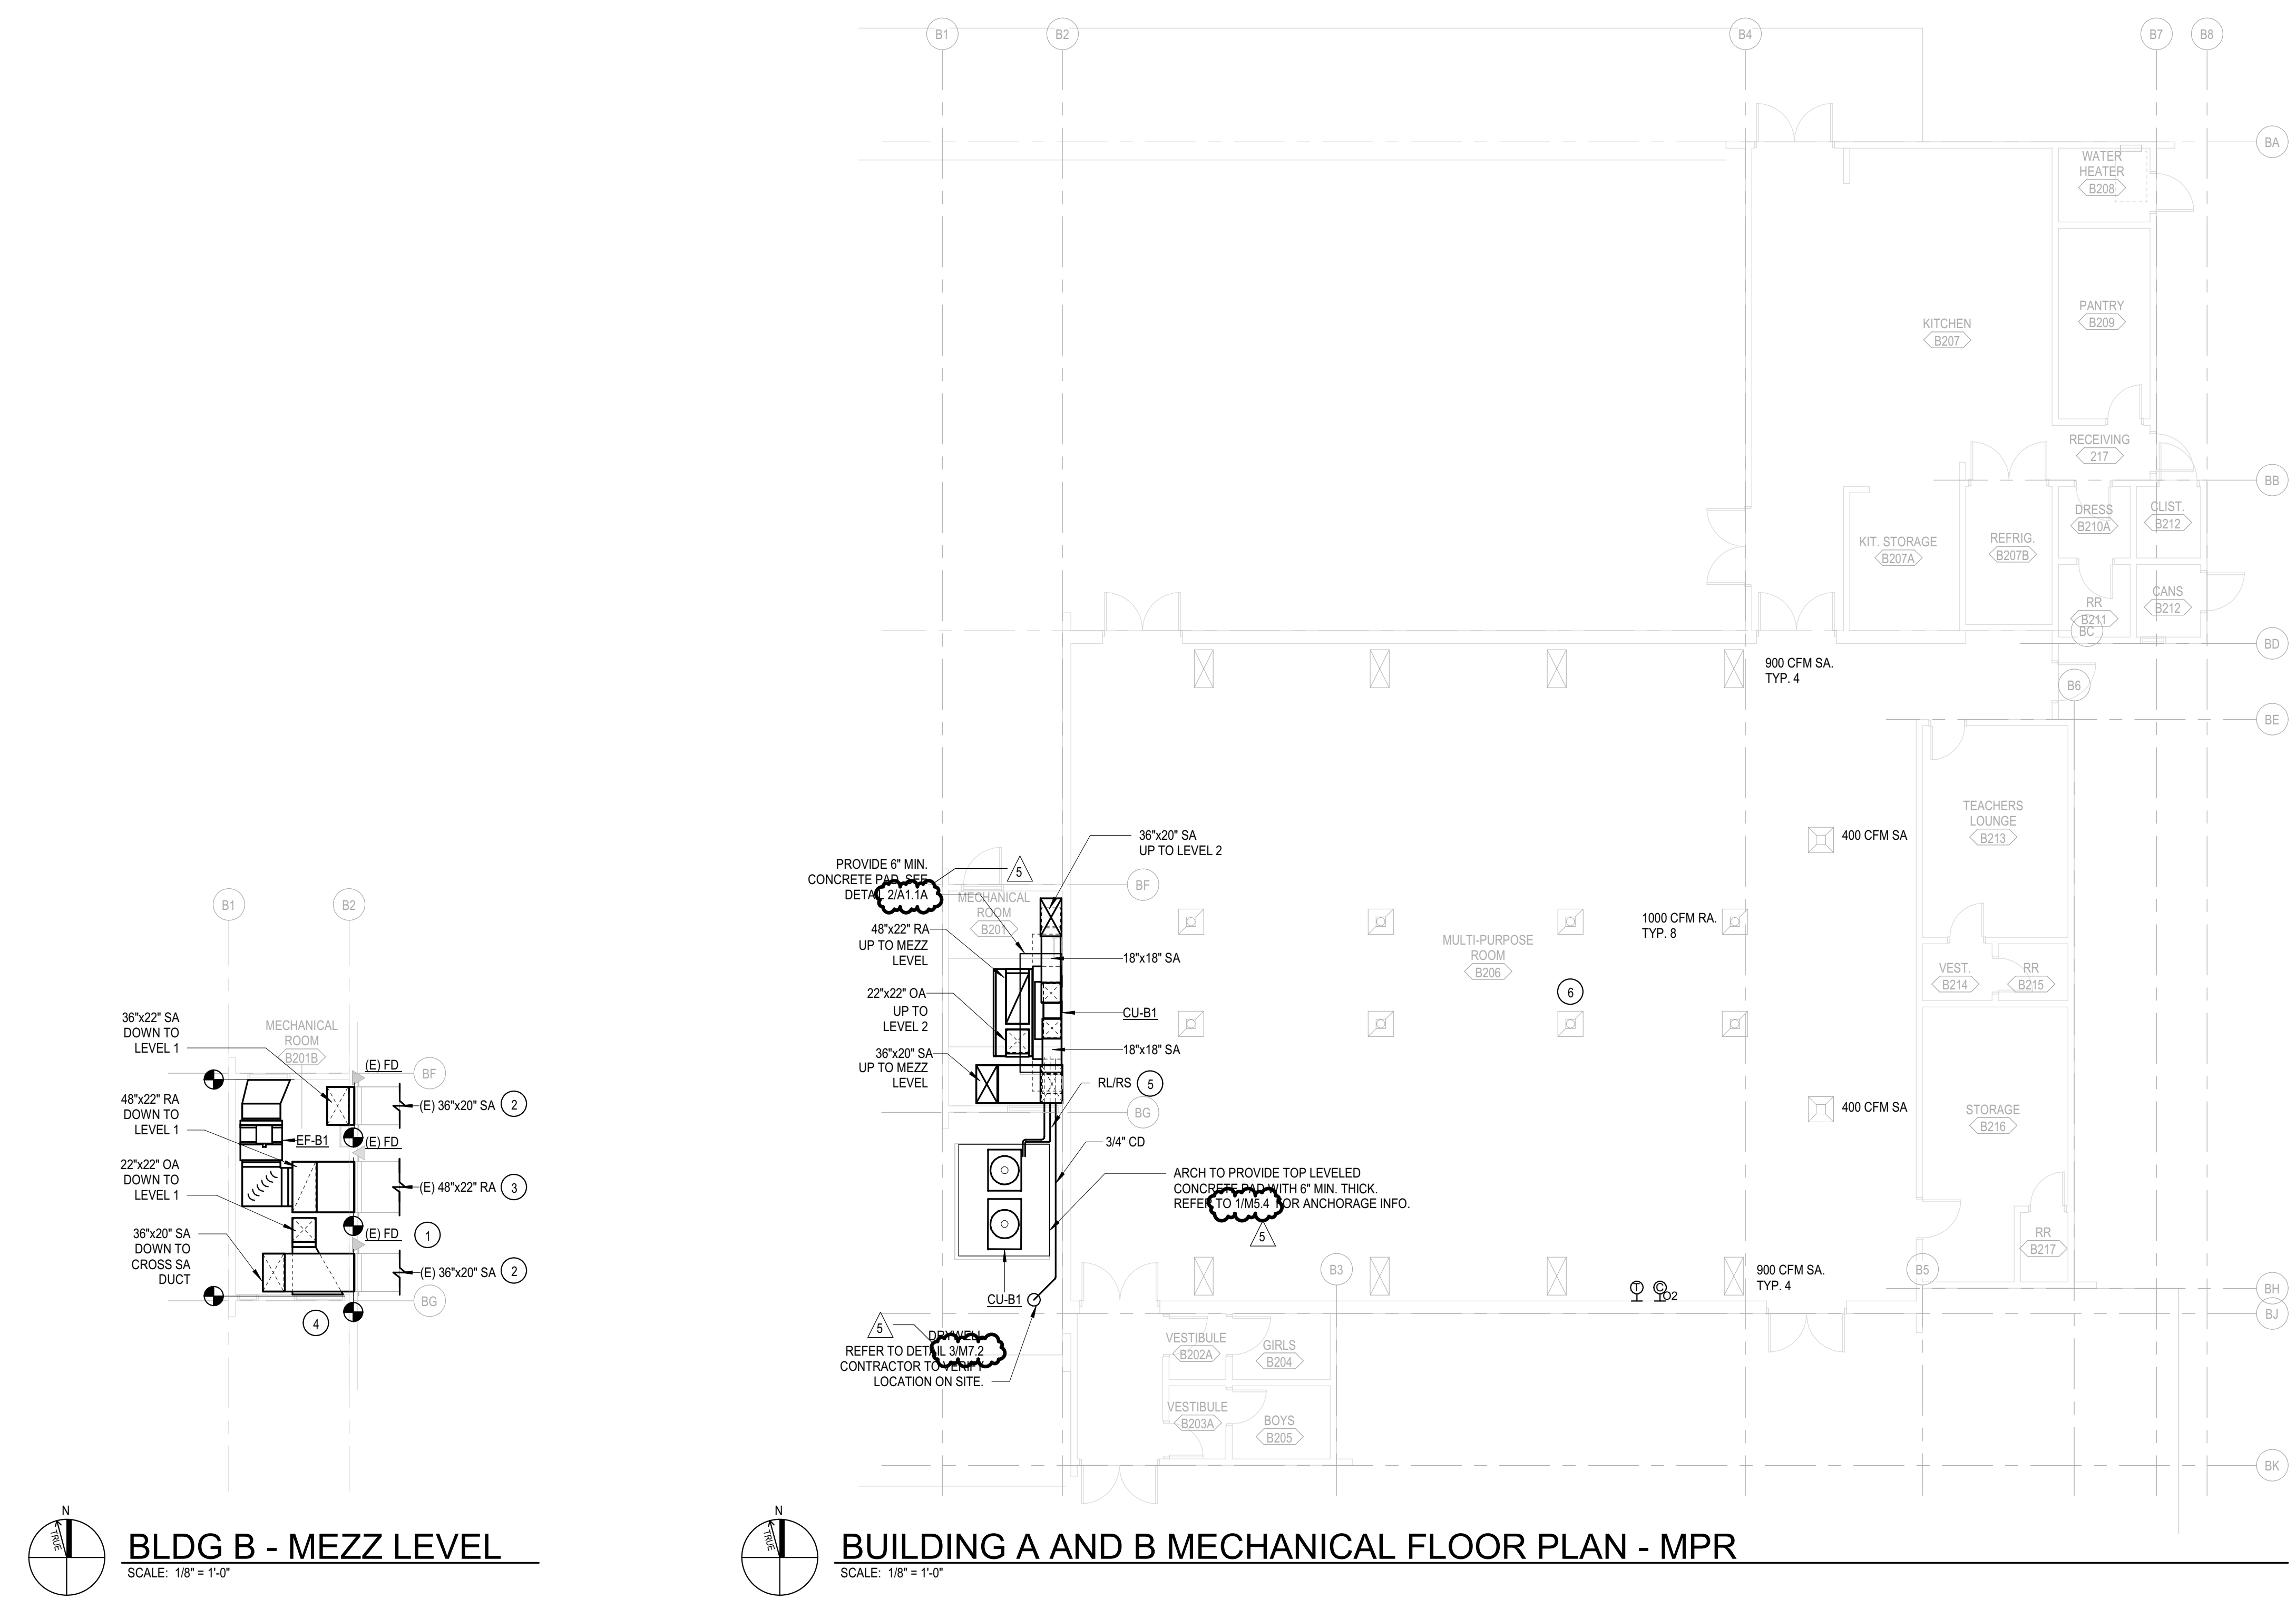 B1
B2
B4
B7
B8
BA
WATER
HEATER
B208
PANTRY
B209
KITCHEN
B207
RECEIVING
217
BB
DRESS
B210A
CLIST.
B212
KIT. STORAGE
B207A
REFRIG.
B207B
RR
B211
CANS
B212
BC
BD
900 CFM SA.
TYP. 4
B6
BE
TEACHERS
LOUNGE
B213
400 CFM SA
36"x20" SA
UP TO LEVEL 2
PROVIDE 6" MIN.
CONCRETE PAD. SEE
DETAIL 2/A1.1A
5
BF
MECHANICAL
ROOM
B201
48"x22" RA
UP TO MEZZ
LEVEL
18"x18" SA
22"x22" OA
UP TO
LEVEL 2
CU-B1
36"x20" SA
UP TO MEZZ
LEVEL
18"x18" SA
RL/RS
5
BG
3/4" CD
1000 CFM RA.
TYP. 8
MULTI-PURPOSE
ROOM
B206
6
VEST.
B214
RR
B215
400 CFM SA
STORAGE
B216
RR
B217
ARCH TO PROVIDE TOP LEVELED
CONCRETE PAD WITH 6" MIN. THICK.
REFER TO 1/M5.4 FOR ANCHORAGE INFO.
5
B3
900 CFM SA.
TYP. 4
B5
T
C
O2
BH
BJ
CU-B1
5
DRYWELL
REFER TO DETAIL 3/M7.2
CONTRACTOR TO VERIFY
LOCATION ON SITE.
VESTIBULE
B202A
GIRLS
B204
VESTIBULE
B203A
BOYS
B205
BK
B1
B2
36"x22" SA
DOWN TO
LEVEL 1
MECHANICAL
ROOM
B201B
(E) FD
BF
48"x22" RA
DOWN TO
LEVEL 1
(E) 36"x20" SA
2
EF-B1
(E) FD
22"x22" OA
DOWN TO
LEVEL 1
(E) 48"x22" RA
3
36"x20" SA
DOWN TO
CROSS SA
DUCT
(E) FD
1
(E) 36"x20" SA
2
BG
4
N
TRUE
BLDG B - MEZZ LEVEL
SCALE: 1/8" = 1'-0"
N
TRUE
BUILDING A AND B MECHANICAL FLOOR PLAN - MPR
SCALE: 1/8" = 1'-0"